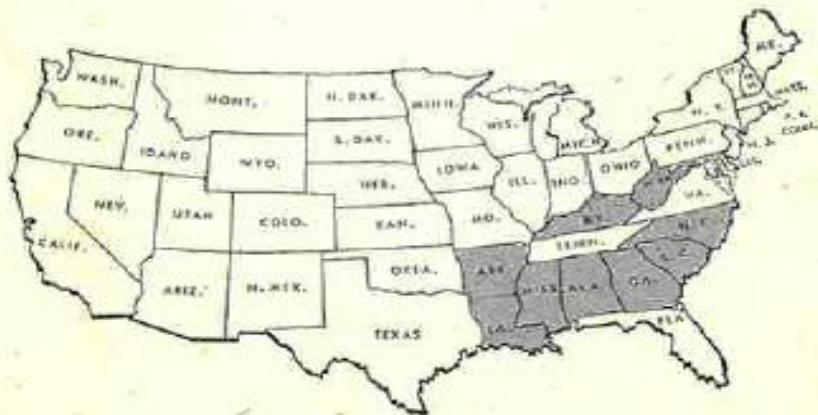 ME.
WASH.
MONT.
N. DAK.
MINN.
VT.
N.H.
MASS.
ORE.
IDAHO
S. DAK.
WIS.
MICH.
N.Y.
R.I.
CONN.
WYO.
IOWA
PENN.
N.J.
NEV.
UTAH
COLO.
NEB.
ILL.
IND
OHIO
W.VA.
VA.
CALIF.
KAN.
MO.
KY.
N.C.
TENN.
ARIZ.
N. MEX.
OKLA.
ARK.
S.C.
MISS.
ALA.
GA.
TEXAS
LA.
FLA